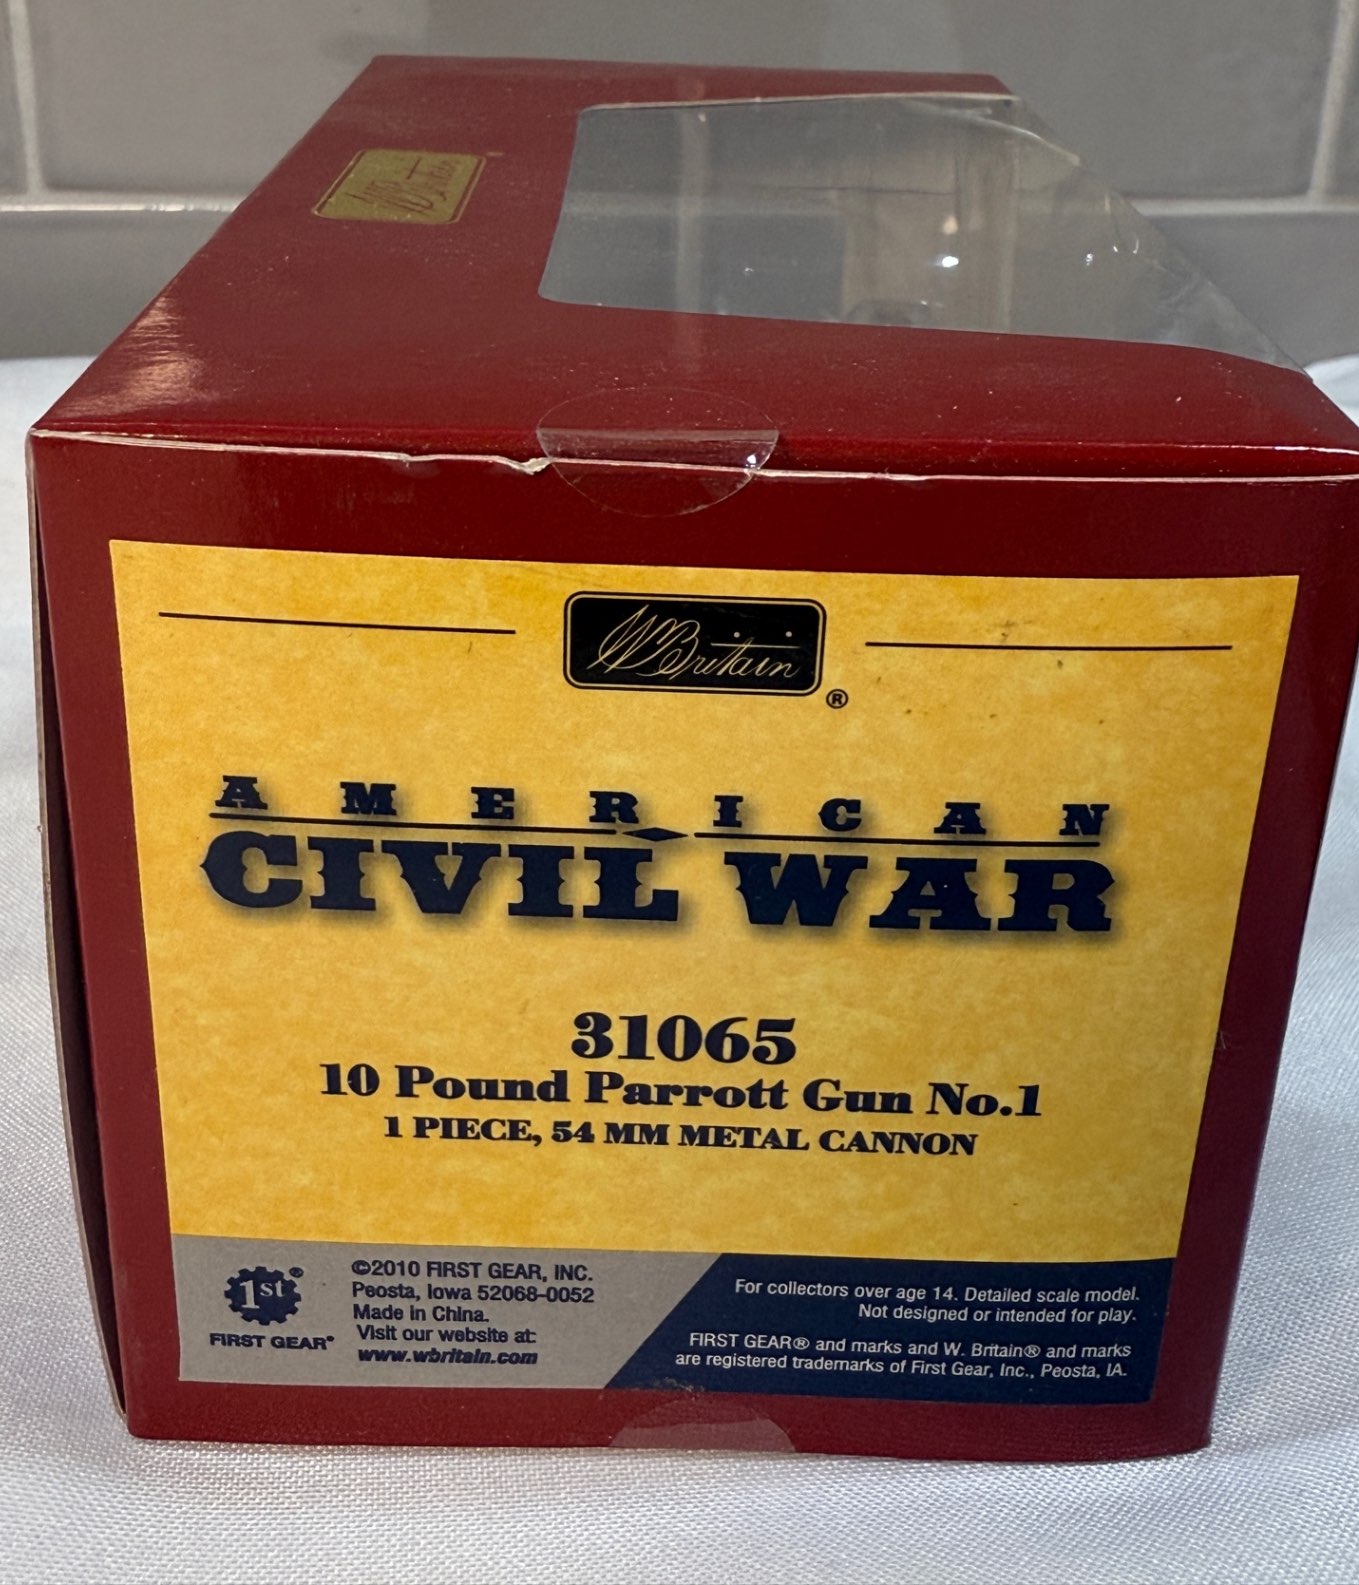 WBritain
WBritain®
AMERICAN
CIVIL WAR
31065
10 Pound Parrott Gun No.1
1 PIECE, 54 MM METAL CANNON
1st®
FIRST GEAR®
©2010 FIRST GEAR, INC.
Peosta, Iowa 52068-0052
Made in China.
Visit our website at:
www.wbritain.com
For collectors over age 14. Detailed scale model.
Not designed or intended for play.
FIRST GEAR® and marks and W. Britain® and marks
are registered trademarks of First Gear, Inc., Peosta, IA.